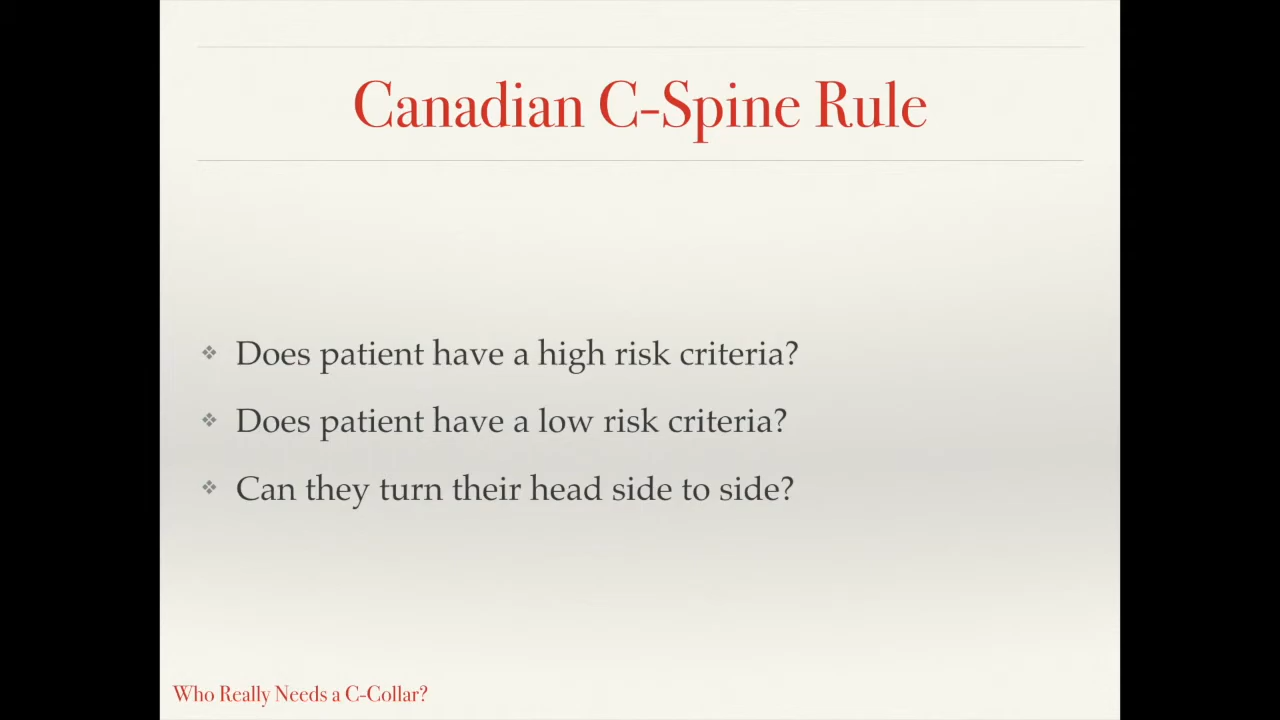 Canadian C-Spine Rule
Does patient have a high risk criteria?
Does patient have a low risk criteria?
Can they turn their head side to side?
Who Really Needs a C-Collar?